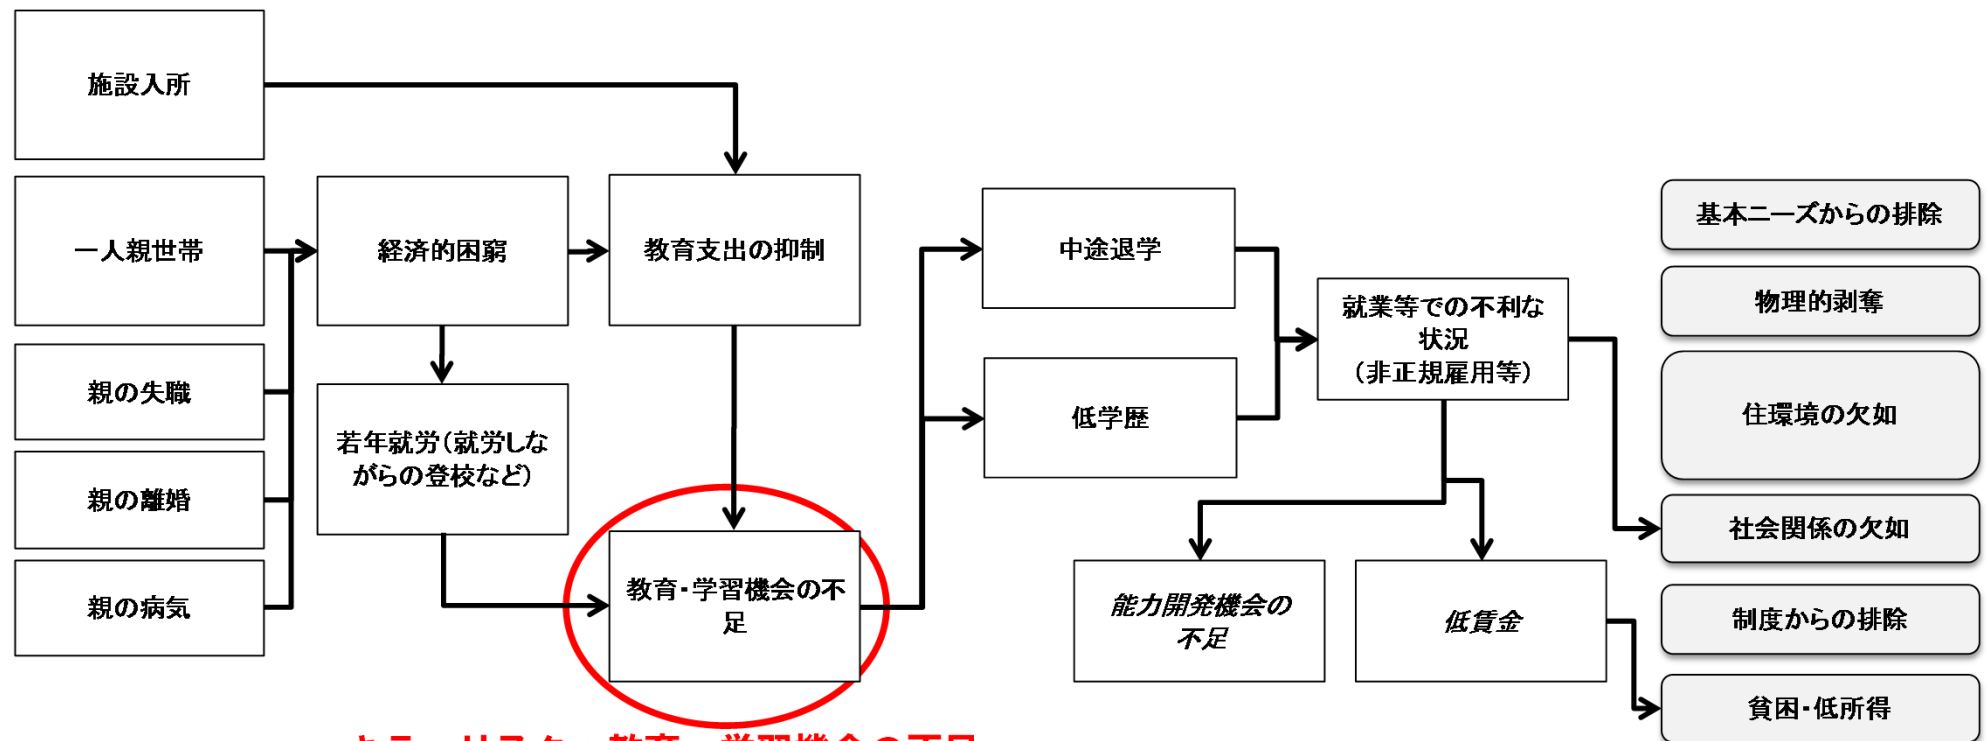 施設入所
一人親世帯
経済的困窮
教育支出の抑制
親の失職
親の離婚
親の病気
若年就労（就労しな
がらの登校など）
教育・学習機会の不
足
中途退学
低学歴
就業等での不利な
状況
（非正規雇用等）
能力開発機会の
不足
低賃金
基本ニーズからの排除
物理的剥奪
住環境の欠如
社会関係の欠如
制度からの排除
貧困・低所得